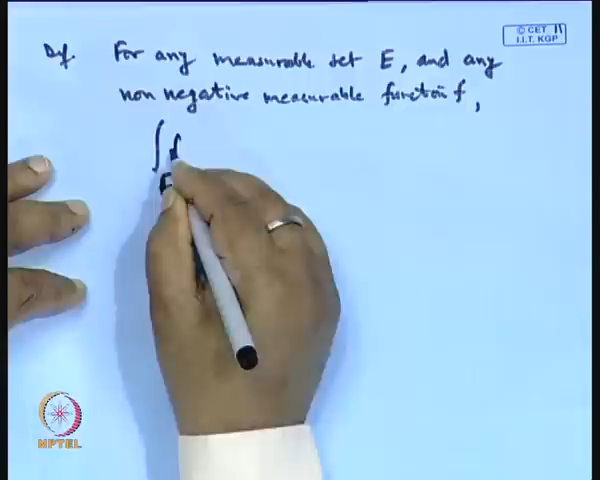 Def. For any measurable set E, and any
© CET
I.I.T. KGP
non negative measurable function f,
∫
E
NPTEL